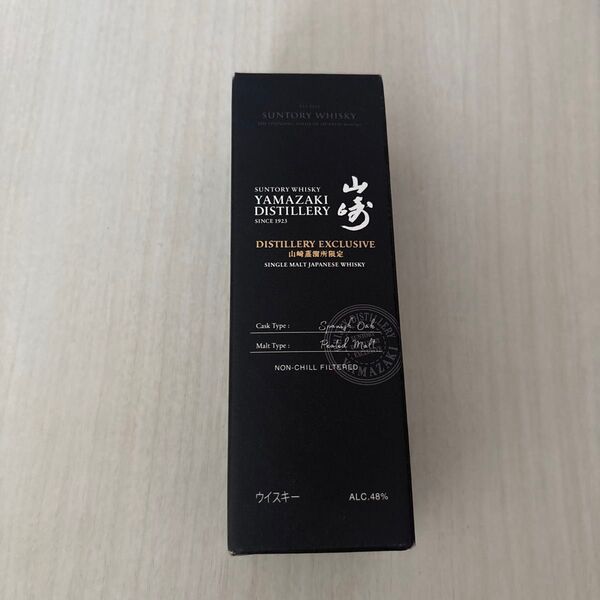 SUNTORY WHISKY
SUNTORY WHISKY
YAMAZAKI
DISTILLERY
SINCE 1923
山崎
DISTILLERY EXCLUSIVE
山崎蒸溜所限定
SINGLE MALT JAPANESE WHISKY
Cask Type : Spanish Oak
Malt Type : Peated Malt
NON-CHILL FILTERED
DISTILLERY
YAMAZAKI
ウイスキー ALC.48%